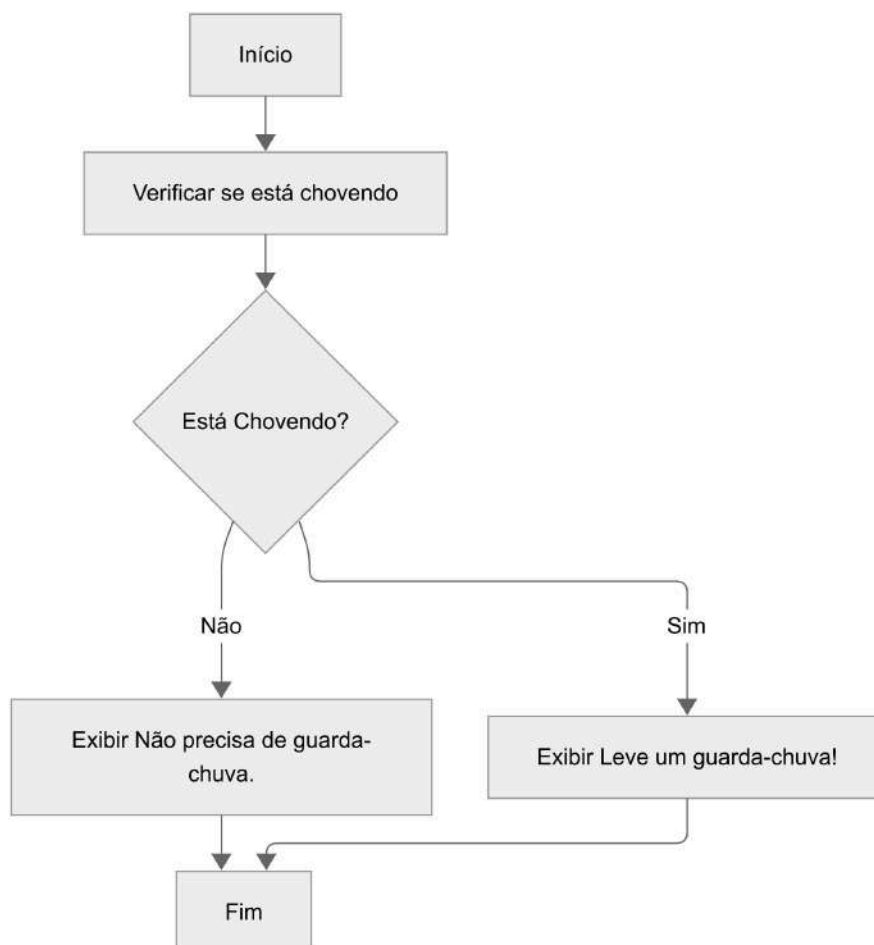 Início
Verificar se está chovendo
Está Chovendo?
Não
Sim
Exibir Não precisa de guarda-
chuva.
Exibir Leve um guarda-chuva!
Fim